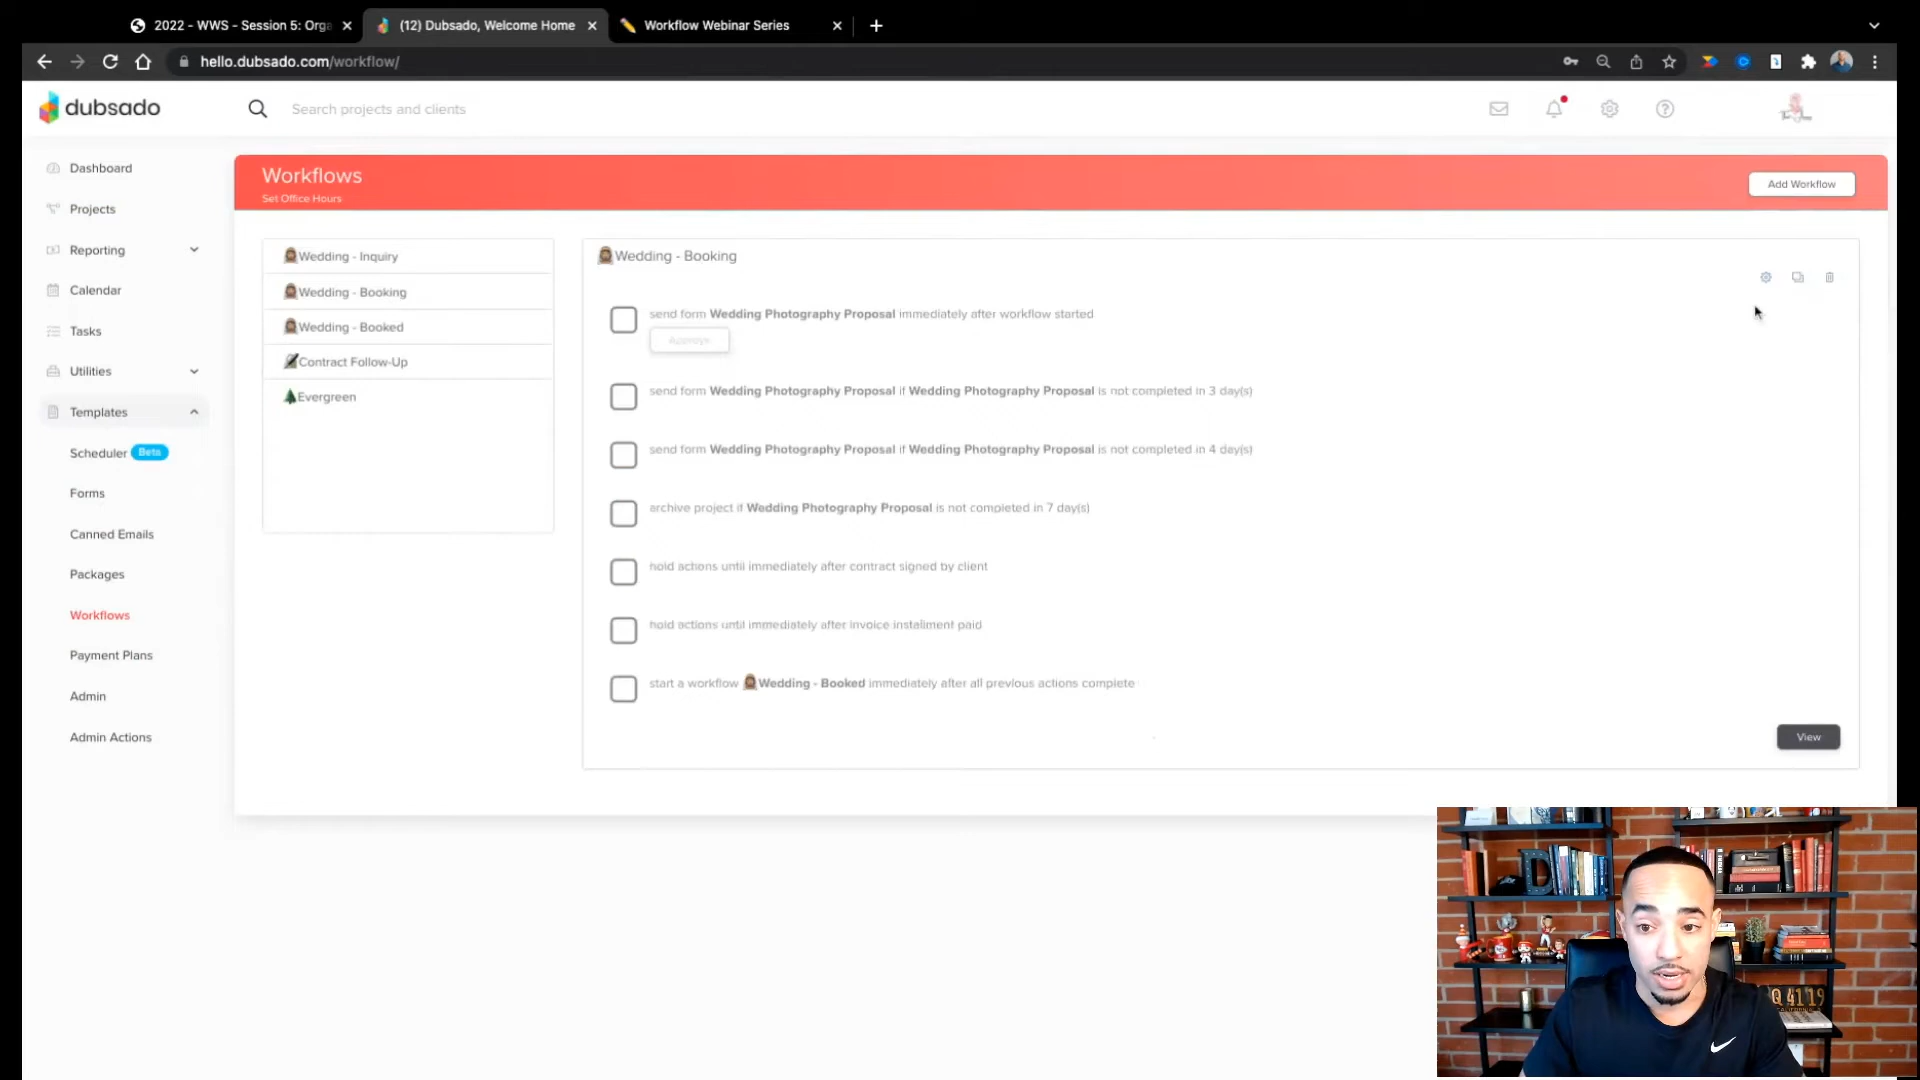 2022 - WWS - Session 5: Orga
(12) Dubsado, Welcome Home
Workflow Webinar Series
hello.dubsado.com/workflow/
dubsado
Search projects and clients
Dashboard
Projects
Reporting
Calendar
Tasks
Utilities
Templates
Scheduler Beta
Forms
Canned Emails
Packages
Workflows
Payment Plans
Admin
Admin Actions
Workflows
Set Office Hours
Add Workflow
Wedding - Inquiry
Wedding - Booking
Wedding - Booked
Contract Follow-Up
Evergreen
Wedding - Booking
send form Wedding Photography Proposal immediately after workflow started
Approve
send form Wedding Photography Proposal if Wedding Photography Proposal is not completed in 3 day(s)
send form Wedding Photography Proposal if Wedding Photography Proposal is not completed in 4 day(s)
archive project if Wedding Photography Proposal is not completed in 7 day(s)
hold actions until immediately after contract signed by client
hold actions until immediately after invoice installment paid
start a workflow Wedding - Booked immediately after all previous actions complete
View
D
Q 41 19